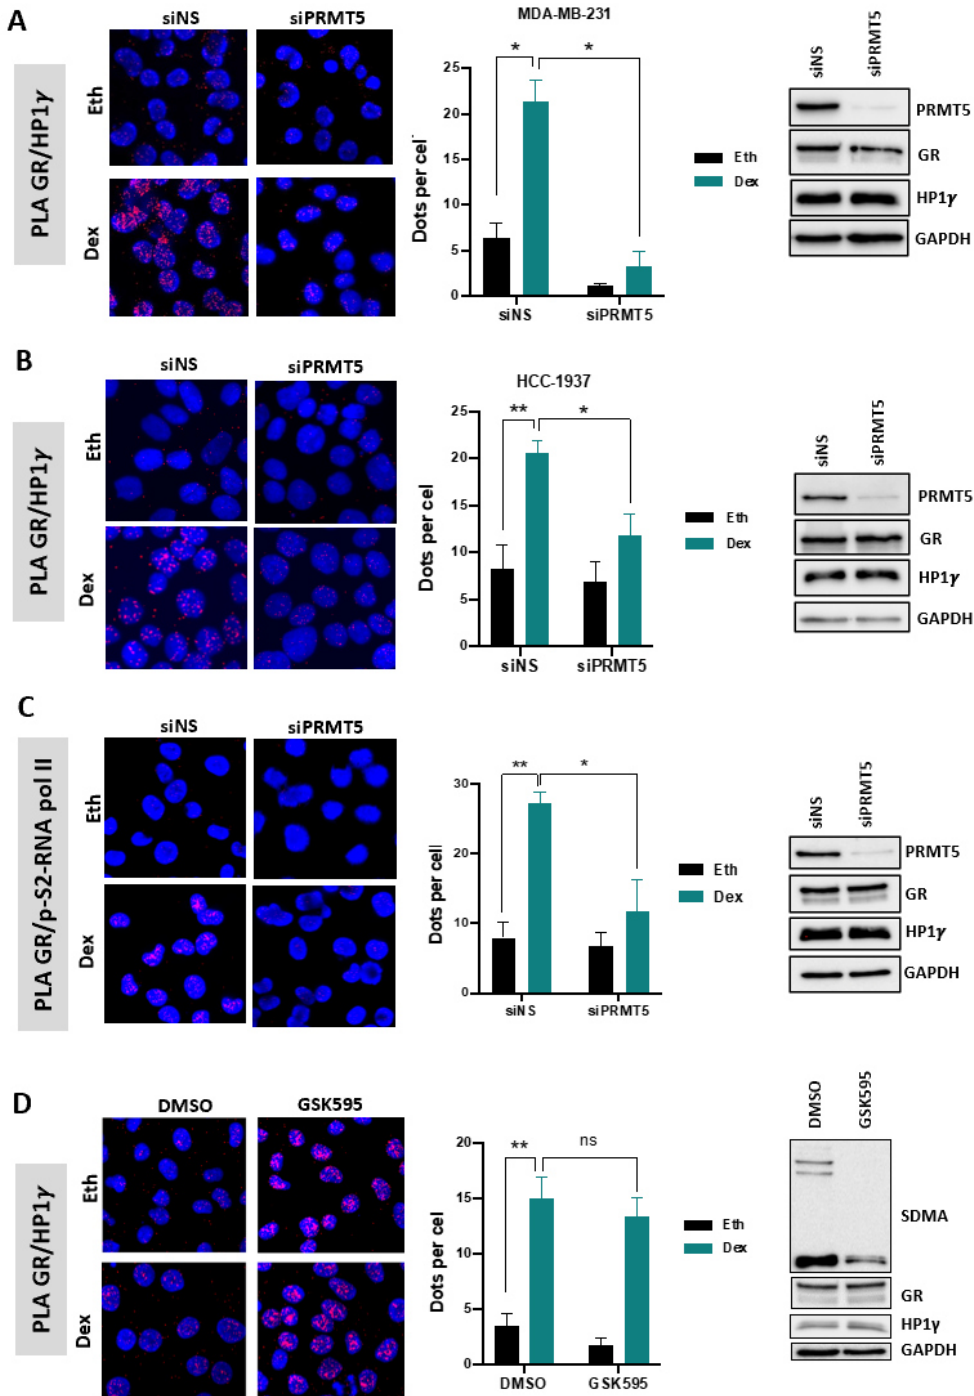 A
siNS
siPRMT5
PLA GR/HP1γ
Eth
Dex
MDA-MB-231
*
*
Dots per cel
25
20
15
10
5
0
siNS
siPRMT5
Eth
Dex
siNS
siPRMT5
PRMT5
GR
HP1γ
GAPDH
B
siNS
siPRMT5
PLA GR/HP1γ
Eth
Dex
HCC-1937
**
*
Dots per cel
25
20
15
10
5
0
siNS
siPRMT5
Eth
Dex
siNS
siPRMT5
PRMT5
GR
HP1γ
GAPDH
C
siNS
siPRMT5
PLA GR/p-S2-RNA pol II
Eth
Dex
**
*
Dots per cell
30
20
10
0
siNS
siPRMT5
Eth
Dex
siNS
siPRMT5
PRMT5
GR
HP1γ
GAPDH
D
DMSO
GSK595
PLA GR/HP1γ
Eth
Dex
**
ns
Dots per cel
20
15
10
5
0
DMSO
GSK595
Eth
Dex
DMSO
GSK595
SDMA
GR
HP1γ
GAPDH